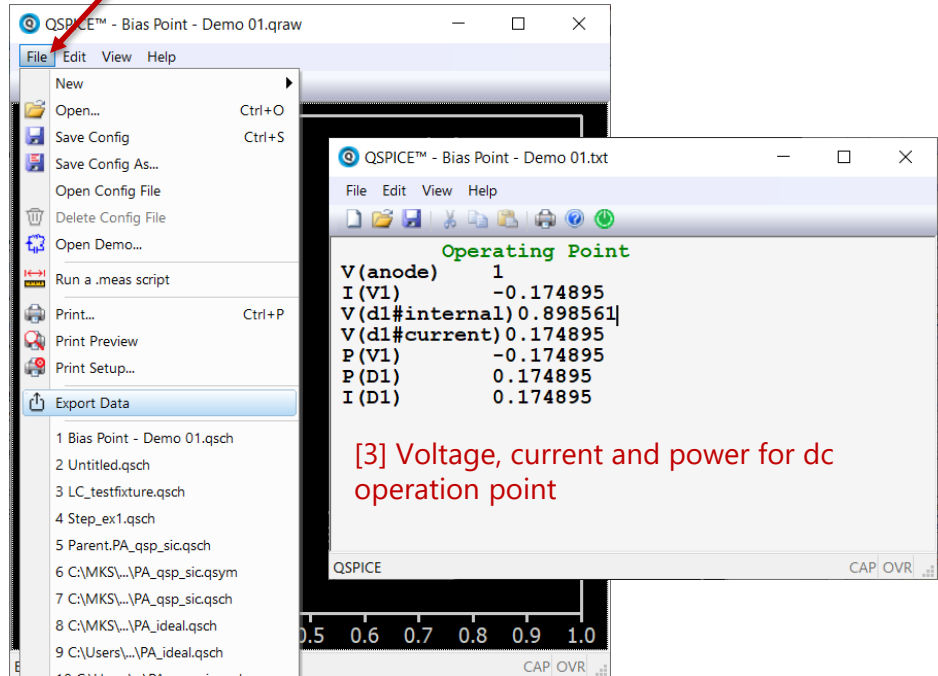 QSPICE™ - Bias Point - Demo 01.qraw
File Edit View Help
New
Open... Ctrl+O
Save Config Ctrl+S
Save Config As...
Open Config File
Delete Config File
Open Demo...
Run a .meas script
Print... Ctrl+P
Print Preview
Print Setup...
Export Data
1 Bias Point - Demo 01.qsch
2 Untitled.qsch
3 LC_testfixture.qsch
4 Step_ex1.qsch
5 Parent.PA_qsp_sic.qsch
6 C:\MKS\...\PA_qsp_sic.qsym
7 C:\MKS\...\PA_qsp_sic.qsch
8 C:\MKS\...\PA_ideal.qsch
9 C:\Users\...\PA_ideal.qsch
QSPICE™ - Bias Point - Demo 01.txt
File Edit View Help
Operating Point
V(anode) 1
I(V1) -0.174895
V(d1#internal)0.898561
V(d1#current)0.174895
P(V1) -0.174895
P(D1) 0.174895
I(D1) 0.174895
[3] Voltage, current and power for dc
operation point
QSPICE CAP OVR
0.5 0.6 0.7 0.8 0.9 1.0
CAP OVR